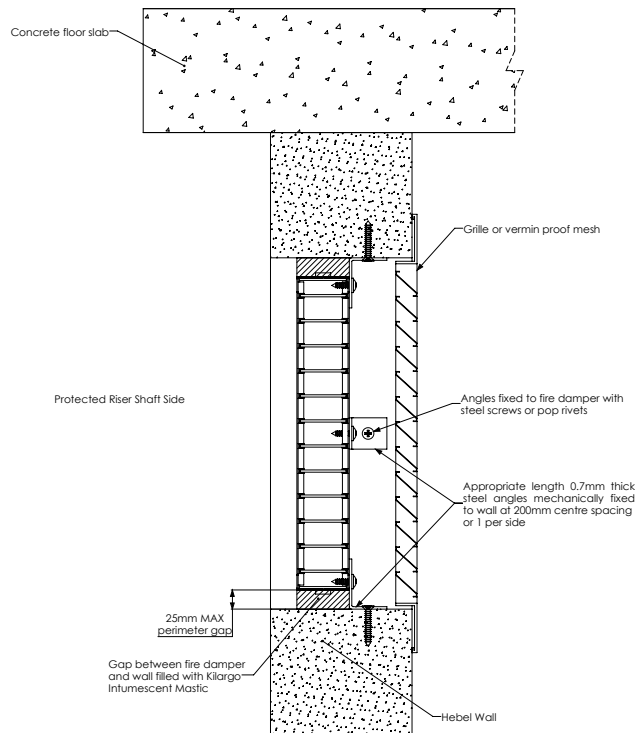 Concrete floor slab
Grille or vermin proof mesh
Protected Riser Shaft Side
Angles fixed to fire damper with
steel screws or pop rivets
Appropriate length 0.7mm thick
steel angles mechanically fixed
to wall at 200mm centre spacing
or 1 per side
25mm MAX
perimeter gap
Gap between fire damper
and wall filled with Kilargo
Intumescent Mastic
Hebel Wall